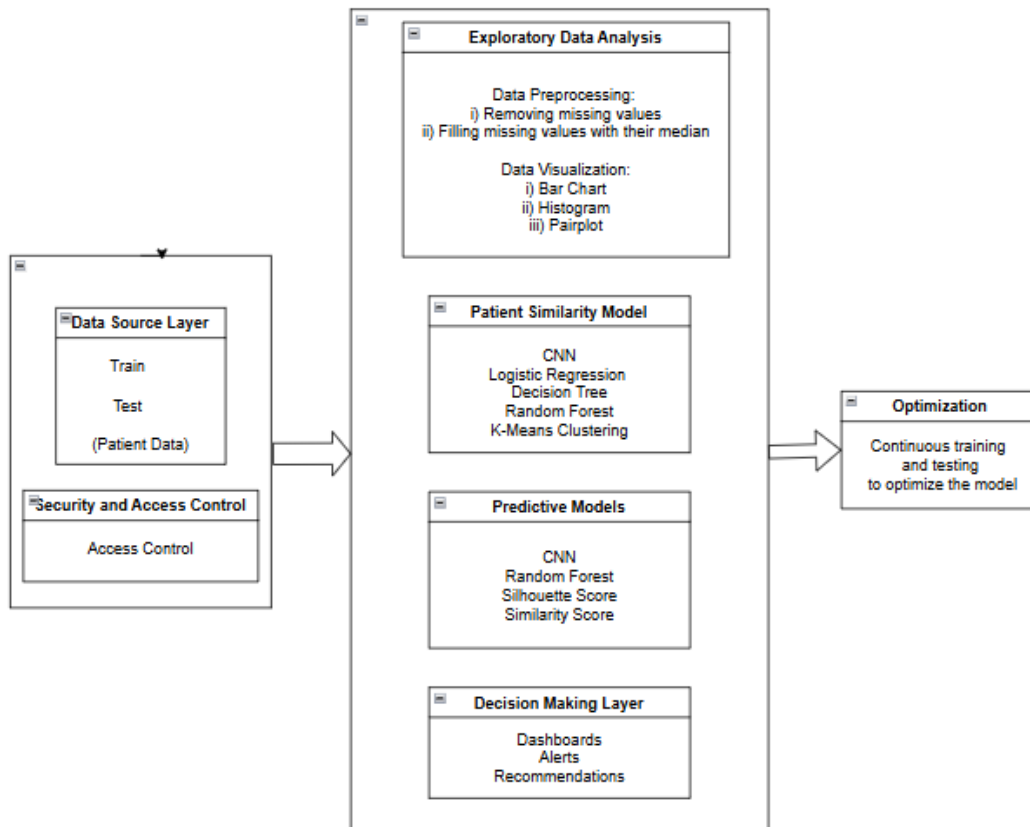 Exploratory Data Analysis
Data Preprocessing:
i) Removing missing values
ii) Filling missing values with their median
Data Visualization:
i) Bar Chart
ii) Histogram
iii) Pairplot
Data Source Layer
Train
Test
(Patient Data)
Security and Access Control
Access Control
Patient Similarity Model
CNN
Logistic Regression
Decision Tree
Random Forest
K-Means Clustering
Predictive Models
CNN
Random Forest
Silhouette Score
Similarity Score
Decision Making Layer
Dashboards
Alerts
Recommendations
Optimization
Continuous training
and testing
to optimize the model